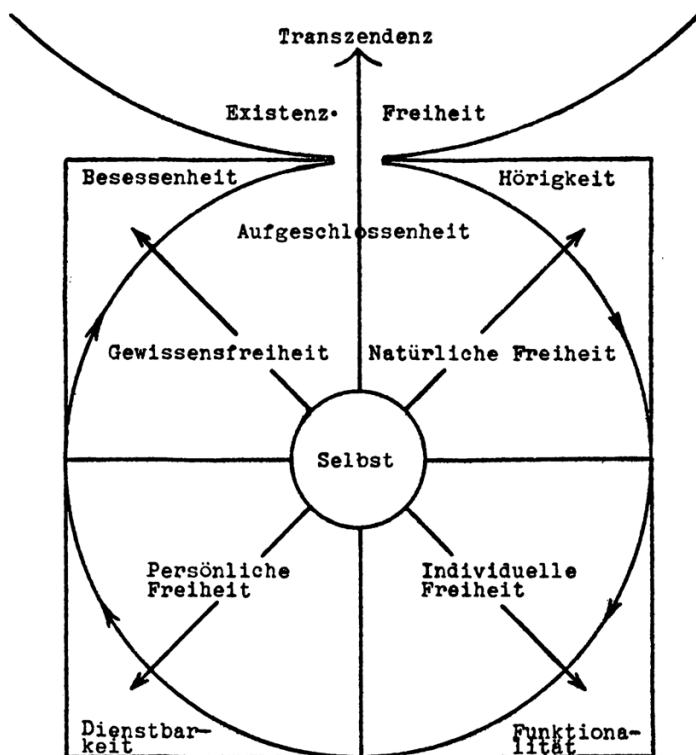 Transzendenz
Existenz· Freiheit
Besessenheit Hörigkeit
Aufgeschlossenheit
Gewissensfreiheit Natürliche Freiheit
Selbst
Persönliche
Freiheit
Individuelle
Freiheit
Dienstbar-
keit
Funktiona-
lität